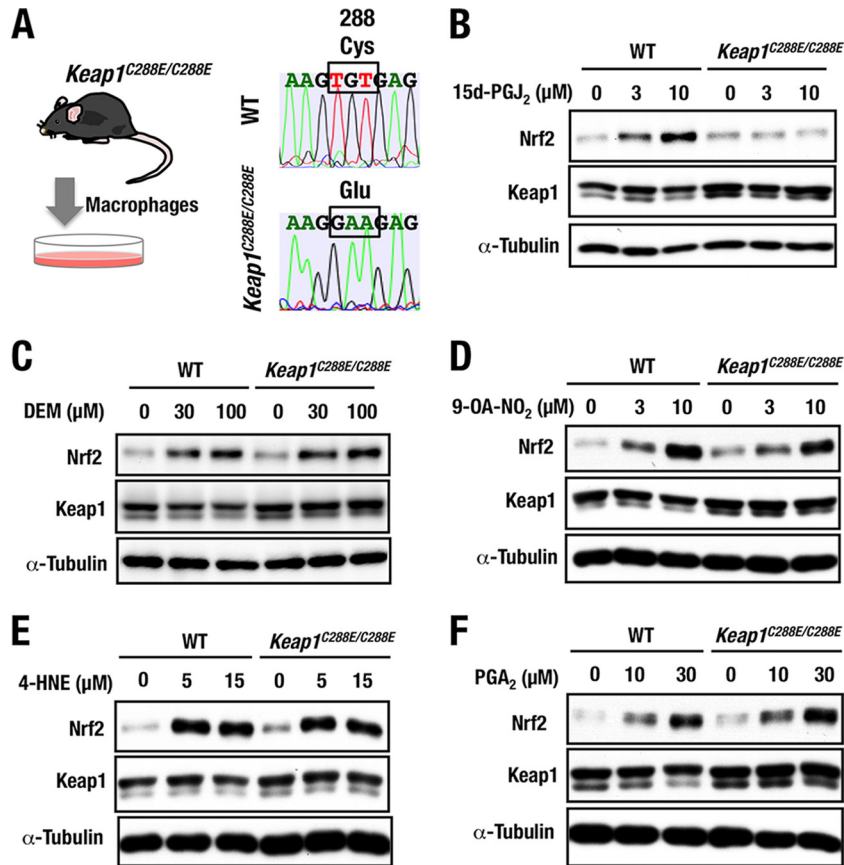 A
Keap1C288E/C288E
Macrophages
288
Cys
WT
AAGTGTGAG
Glu
Keap1C288E/C288E
AAGGAAGAG
B
WT Keap1C288E/C288E
15d-PGJ2 (µM) 0 3 10 0 3 10
Nrf2
Keap1
α-Tubulin
C
WT Keap1C288E/C288E
DEM (µM) 0 30 100 0 30 100
Nrf2
Keap1
α-Tubulin
D
WT Keap1C288E/C288E
9-OA-NO2 (µM) 0 3 10 0 3 10
Nrf2
Keap1
α-Tubulin
E
WT Keap1C288E/C288E
4-HNE (µM) 0 5 15 0 5 15
Nrf2
Keap1
α-Tubulin
F
WT Keap1C288E/C288E
PGA2 (µM) 0 10 30 0 10 30
Nrf2
Keap1
α-Tubulin